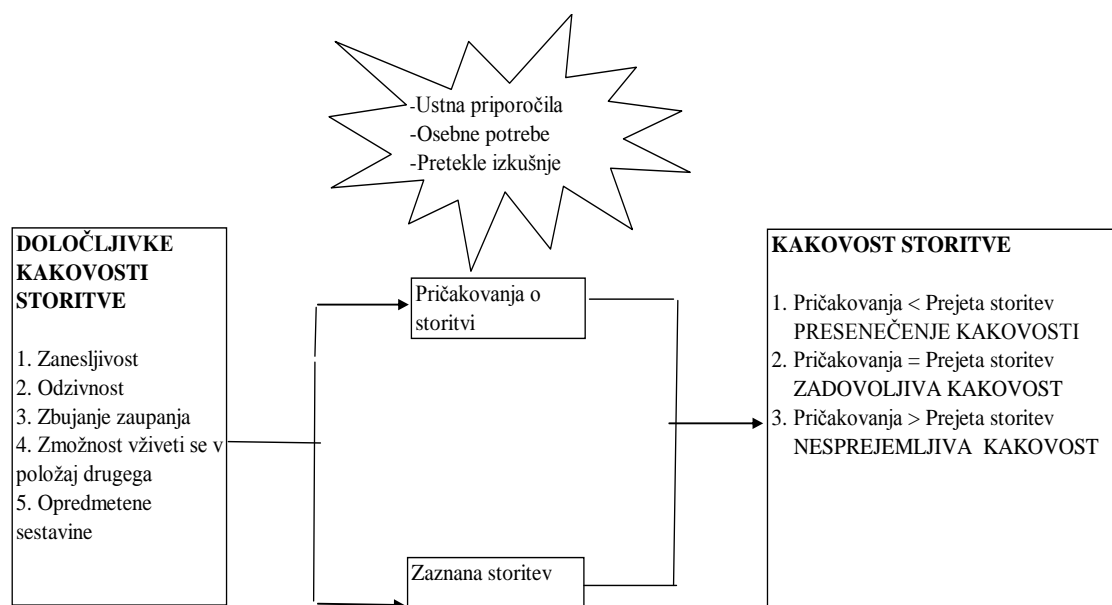 -Ustna priporočila
-Osebne potrebe
-Pretekle izkušnje
DOLOČLJIVKE
KAKOVOSTI
STORITVE
1. Zanesljivost
2. Odzivnost
3. Zbujanje zaupanja
4. Zmožnost vživeti se v
položaj drugega
5. Opredmetene
sestavine
Pričakovanja o
storitvi
Zaznana storitev
KAKOVOST STORITVE
1. Pričakovanja < Prejeta storitev
PRESENEČENJE KAKOVOSTI
2. Pričakovanja = Prejeta storitev
ZADOVOLJIVA KAKOVOST
3. Pričakovanja > Prejeta storitev
NESPREJEMLJIVA KAKOVOST